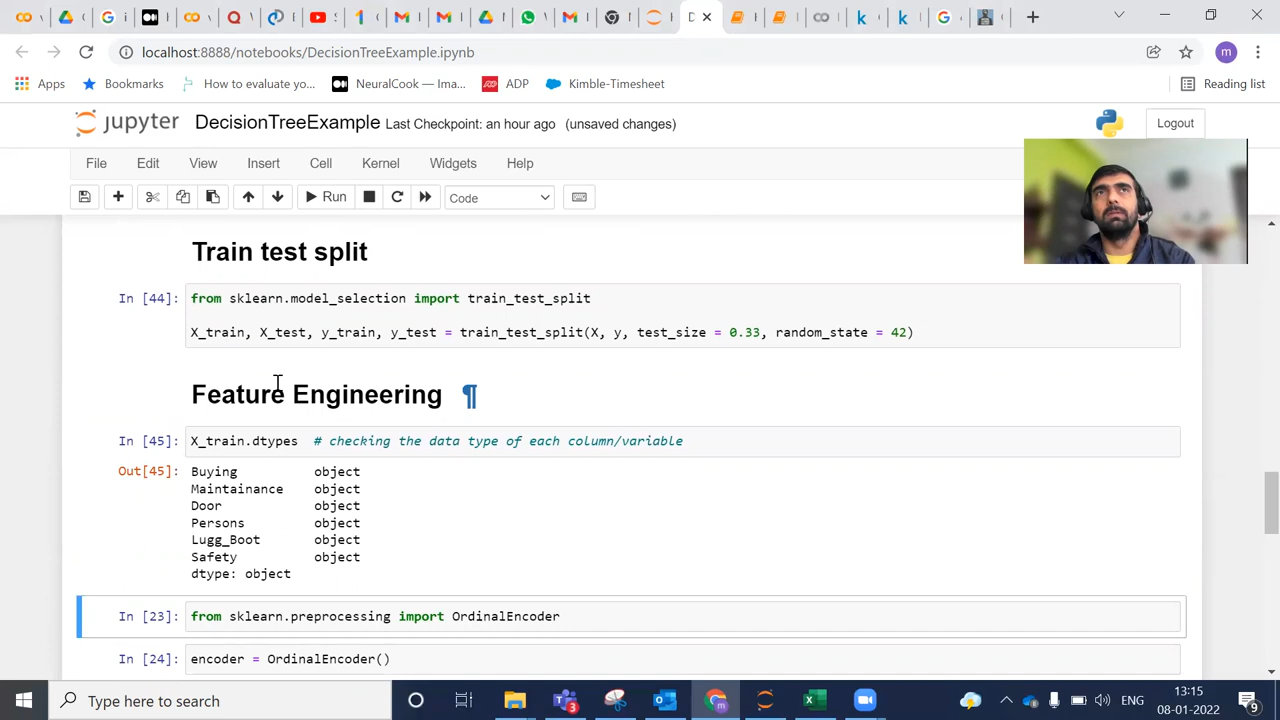 localhost:8888/notebooks/DecisionTreeExample.ipynb
m
Apps
Bookmarks
How to evaluate yo...
NeuralCook — Ima...
ADP
Kimble-Timesheet
Reading list
jupyter
DecisionTreeExample Last Checkpoint: an hour ago (unsaved changes)
Logout
File Edit View Insert Cell Kernel Widgets Help
Run
Code
Train test split
In [44]: from sklearn.model_selection import train_test_split
X_train, X_test, y_train, y_test = train_test_split(X, y, test_size = 0.33, random_state = 42)
Feature Engineering ¶
In [45]: X_train.dtypes # checking the data type of each column/variable
Out[45]: Buying object
Maintainance object
Door object
Persons object
Lugg_Boot object
Safety object
dtype: object
In [23]: from sklearn.preprocessing import OrdinalEncoder
In [24]: encoder = OrdinalEncoder()
Type here to search
3
m
ENG
13:15
08-01-2022
9